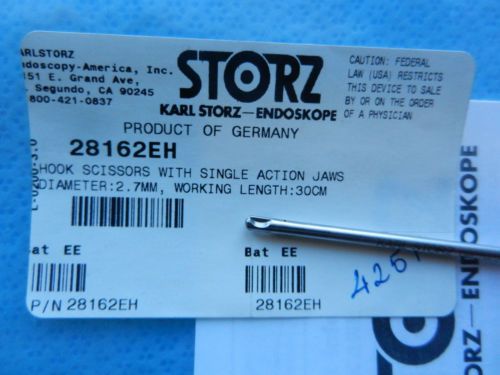 ARLSTORZ
ndoscopy-America, Inc.
151 E. Grand Ave,
Segundo, CA 90245
800-421-0837
STORZ
KARL STORZ—ENDOSKOPE
CAUTION: FEDERAL
LAW (USA) RESTRICTS
THIS DEVICE TO SALE
BY OR ON THE ORDER
OF A PHYSICIAN
PRODUCT OF GERMANY
28162EH
HOOK SCISSORS WITH SINGLE ACTION JAWS
DIAMETER:2.7MM, WORKING LENGTH:30CM
Bat EE
Bat EE
P/N 28162EH
28162EH
STORZ—ENDOSKOPE